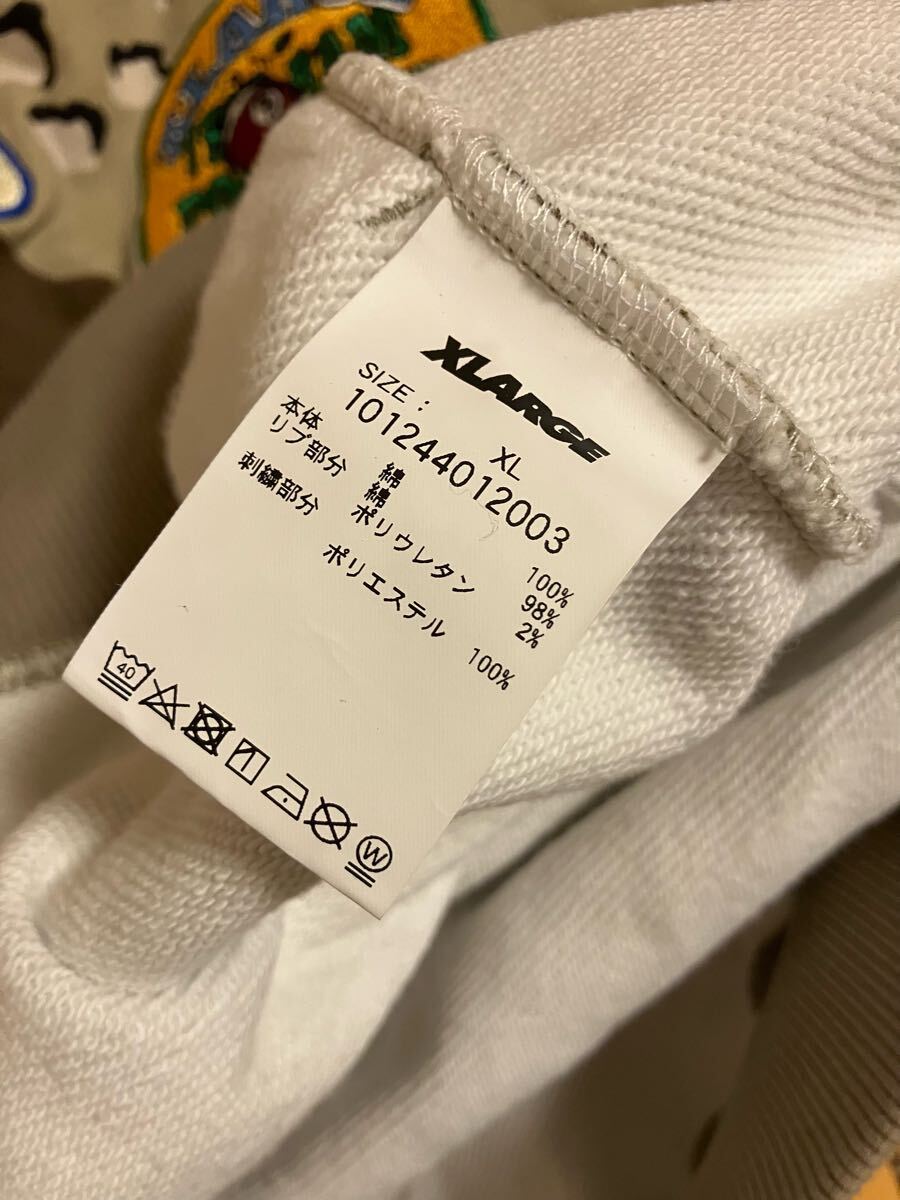 XLARGE
SIZE: XL
101244012003
本体 綿 100%
リブ部分 綿 98%
ポリウレタン 2%
刺繍部分 ポリエステル 100%
40
W